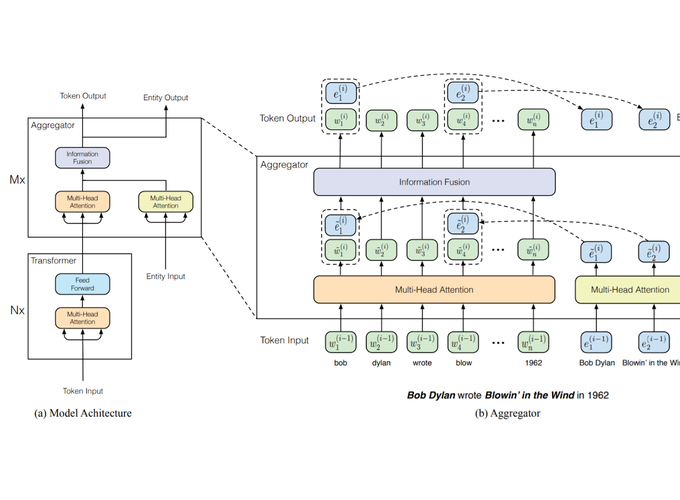 Token Output
Entity Output
Aggregator
Information Fusion
Mx
Multi-Head Attention
Multi-Head Attention
Entity Input
Transformer
Feed Forward
Nx
Multi-Head Attention
Token Input
(a) Model Achitecture
e_1^{(i)} e_2^{(i)}
Token Output w_1^{(i)} w_2^{(i)} w_3^{(i)} w_4^{(i)} ••• w_n^{(i)} e_1^{(i)} e_2^{(i)} E
Aggregator
Information Fusion
\tilde{e}_1^{(i)} \tilde{e}_2^{(i)}
\tilde{w}_1^{(i)} \tilde{w}_2^{(i)} \tilde{w}_3^{(i)} \tilde{w}_4^{(i)} ••• \tilde{w}_n^{(i)} \tilde{e}_1^{(i)} \tilde{e}_2^{(i)}
Multi-Head Attention Multi-Head Attention
Token Input w_1^{(i-1)} w_2^{(i-1)} w_3^{(i-1)} w_4^{(i-1)} ••• w_n^{(i-1)} e_1^{(i-1)} e_2^{(i-1)}
bob dylan wrote blow 1962 Bob Dylan Blowin' in the Win
Bob Dylan wrote Blowin' in the Wind in 1962
(b) Aggregator